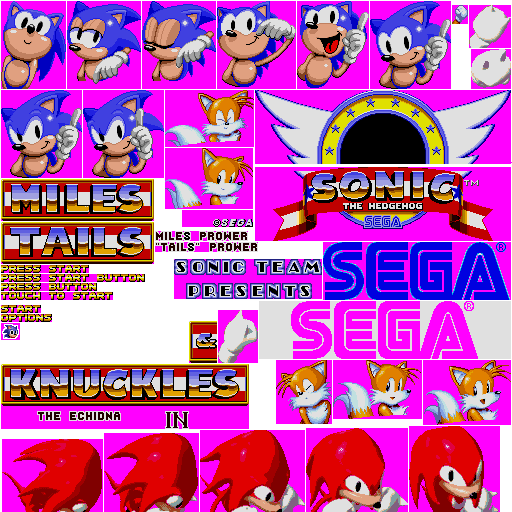 SONIC
TM
THE HEDGEHOG
SEGA
MILES
TAILS
©SEGA
MILES PROWER
"TAILS" PROWER
PRESS START
PRESS START BUTTON
PRESS BUTTON
TOUCH TO START
START
OPTIONS
SONIC TEAM
PRESENTS
SEGA®
SEGA®
&
KNUCKLES
THE ECHIDNA
IN